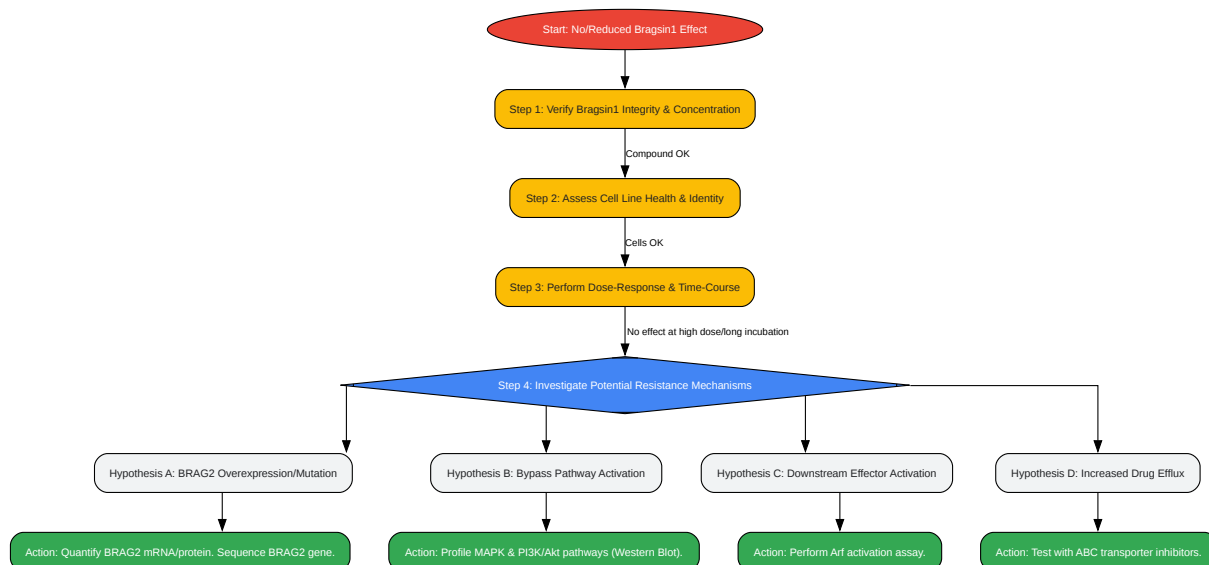 Start: No/Reduced Bragsin1 Effect
Step 1: Verify Bragsin1 Integrity & Concentration
Compound OK
Step 2: Assess Cell Line Health & Identity
Cells OK
Step 3: Perform Dose-Response & Time-Course
No effect at high dose/long incubation
Step 4: Investigate Potential Resistance Mechanisms
Hypothesis A: BRAG2 Overexpression/Mutation
Hypothesis B: Bypass Pathway Activation
Hypothesis C: Downstream Effector Activation
Hypothesis D: Increased Drug Efflux
Action: Quantify BRAG2 mRNA/protein. Sequence BRAG2 gene.
Action: Profile MAPK & PI3K/Akt pathways (Western Blot).
Action: Perform Arf activation assay.
Action: Test with ABC transporter inhibitors.